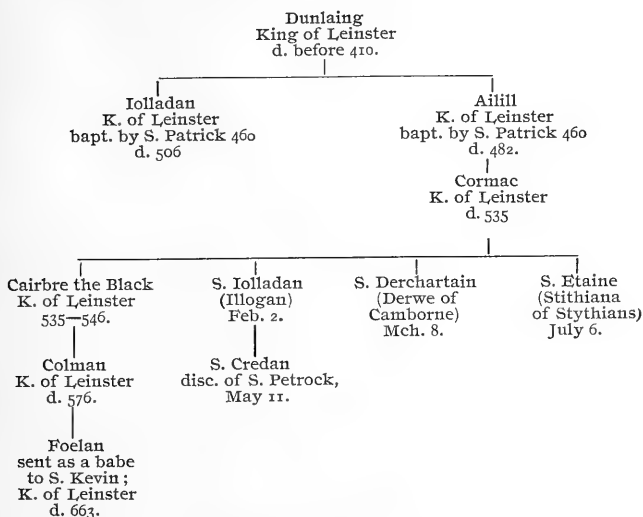 Dunlaing
King of Leinster
d. before 410.
Iolladan
K. of Leinster
bapt. by S. Patrick 460
d. 506
Ailill
K. of Leinster
bapt. by S. Patrick 460
d. 482.
Cormac
K. of Leinster
d. 535
Cairbre the Black
K. of Leinster
535—546.
S. Iolladan
(Illogan)
Feb. 2.
S. Derchartain
(Derwe of
Camborne)
Mch. 8.
S. Etaine
(Stithiana
of Stythians)
July 6.
Colman
K. of Leinster
d. 576.
S. Credan
disc. of S. Petrock,
May 11.
Foelan
sent as a babe
to S. Kevin;
K. of Leinster
d. 663.